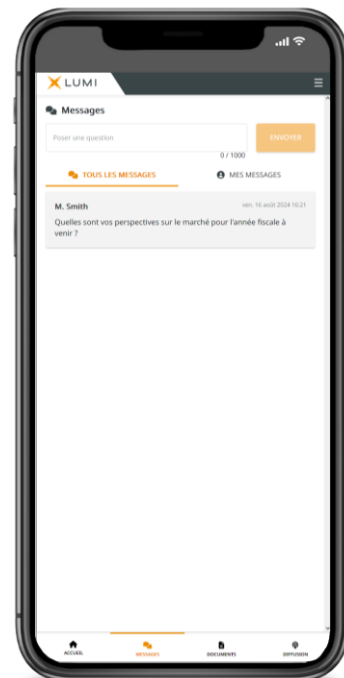 LUMI
Messages
Poser une question
ENVOYER
0 / 1000
TOUS LES MESSAGES
MES MESSAGES
M. Smith
ven. 16 août 2024 16:21
Quelles sont vos perspectives sur le marché pour l'année fiscale à
venir ?
ACCUEIL
MESSAGES
DOCUMENTS
DIFFUSION